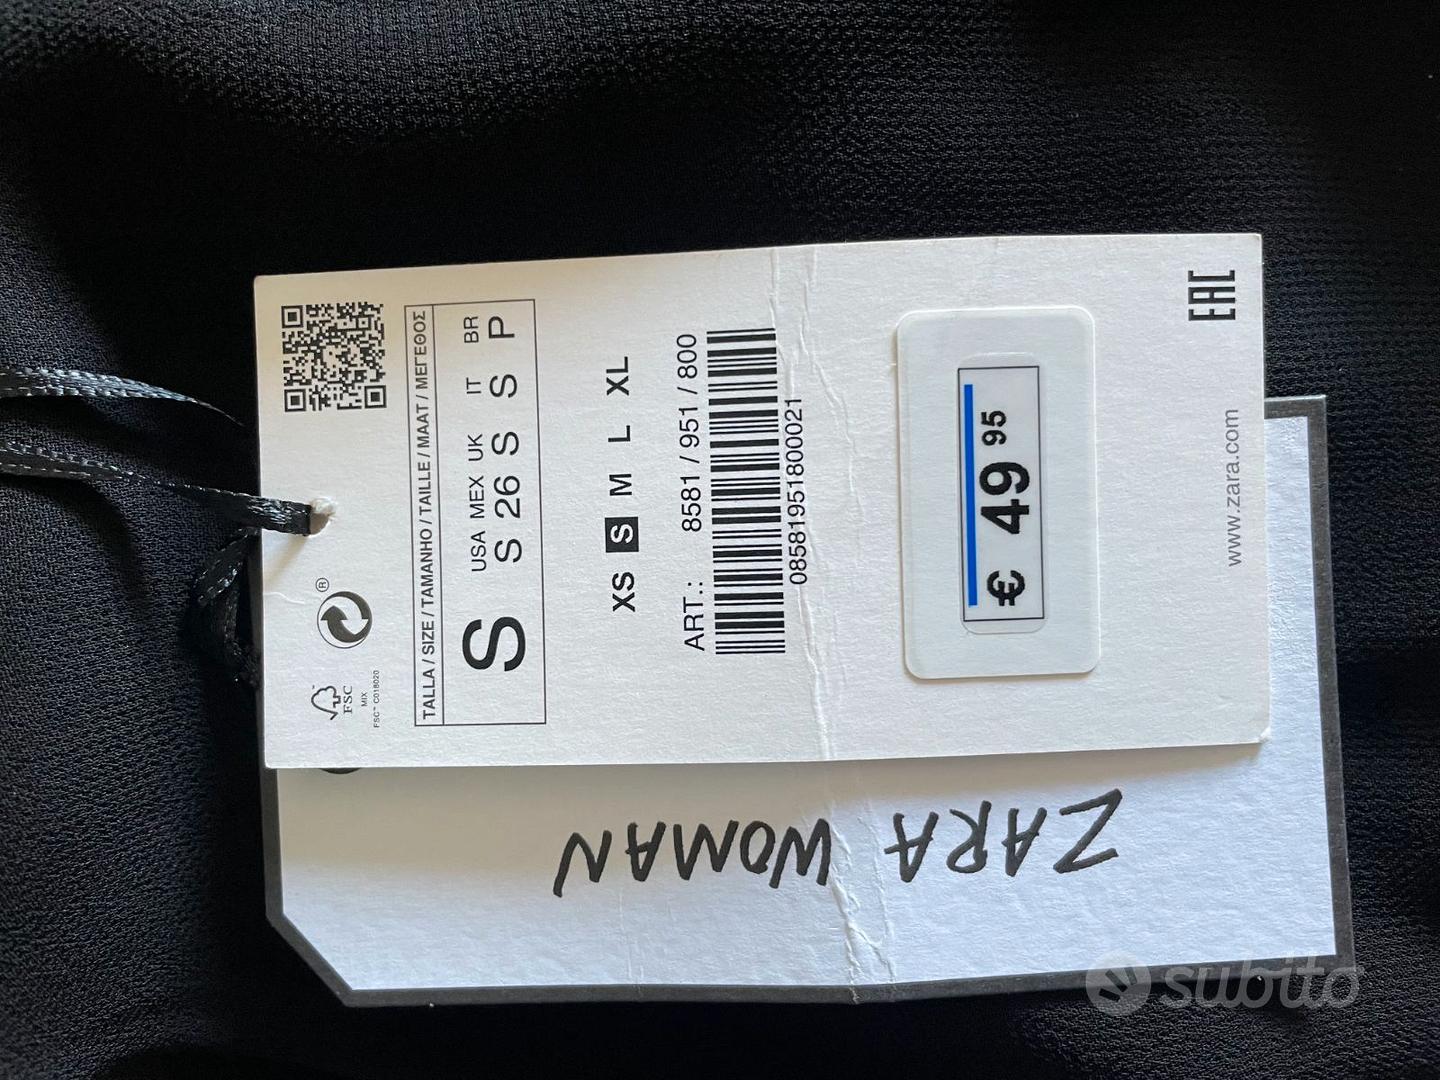 FSC
MIX
FSC™ C018020
®
TALLA / SIZE / TAMANHO / TAILLE / MAAT / ΜΕΓΕΘΟΣ
S
USA MEX UK IT BR
S 26 S S P
XS S M L XL
ART.: 8581 / 951 / 800
08581951800021
€ 49 95
www.zara.com
EAC
ZARA WOMAN
subito